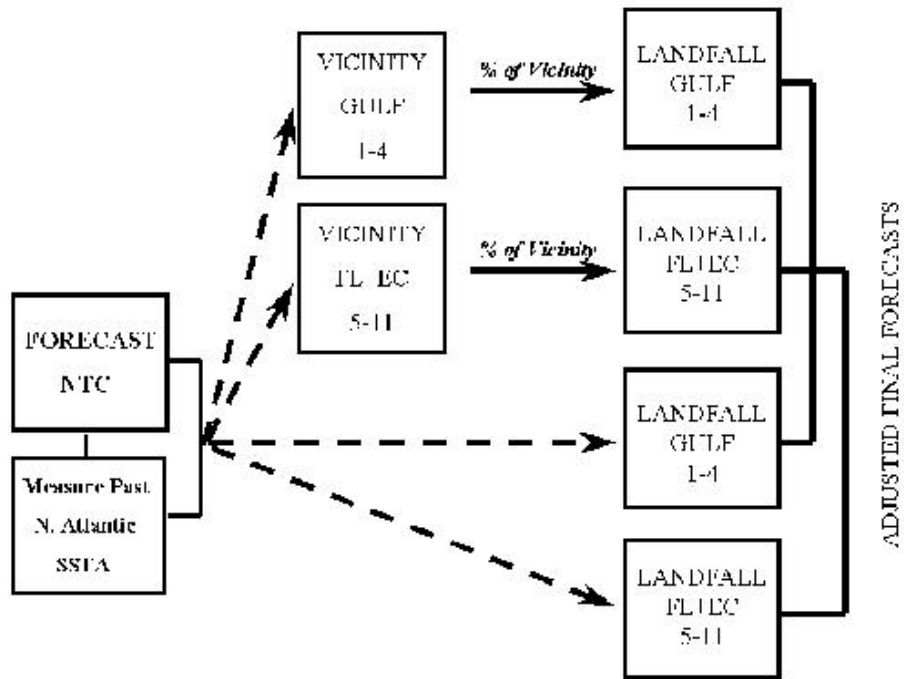 VICINITY
GULF
1-4
% of Vicinity
LANDFALL
GULF
1-4
VICINITY
FL+EC
5-11
% of Vicinity
LANDFALL
FL+EC
5-11
FORECAST
NTC
Measure Past
N. Atlantic
SSTA
LANDFALL
GULF
1-4
LANDFALL
FL+EC
5-11
ADJUSTED FINAL FORECASTS